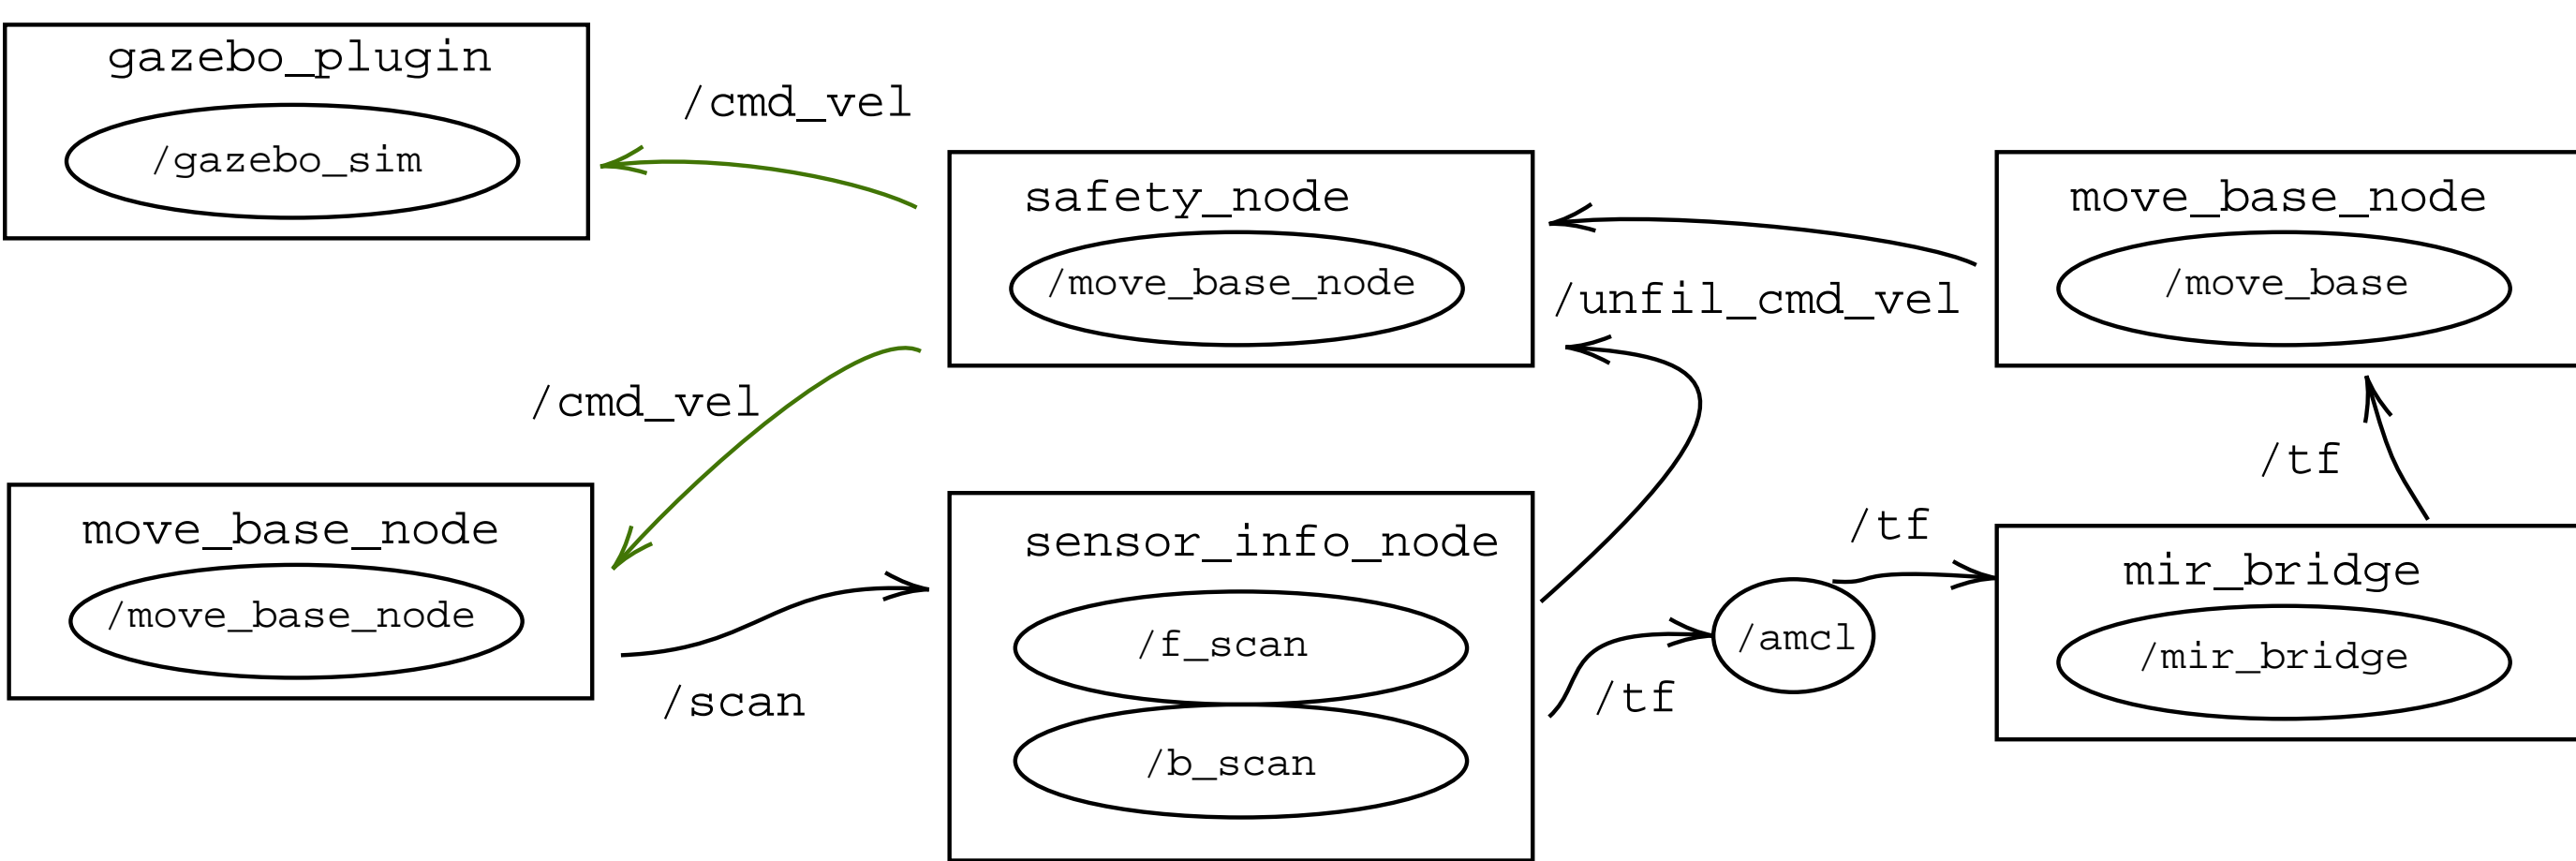 gazebo_plugin
/gazebo_sim
/cmd_vel
safety_node
/move_base_node
/unfil_cmd_vel
move_base_node
/move_base
/cmd_vel
/tf
move_base_node
/move_base_node
/scan
sensor_info_node
/f_scan
/b_scan
/tf
/amcl
/tf
mir_bridge
/mir_bridge